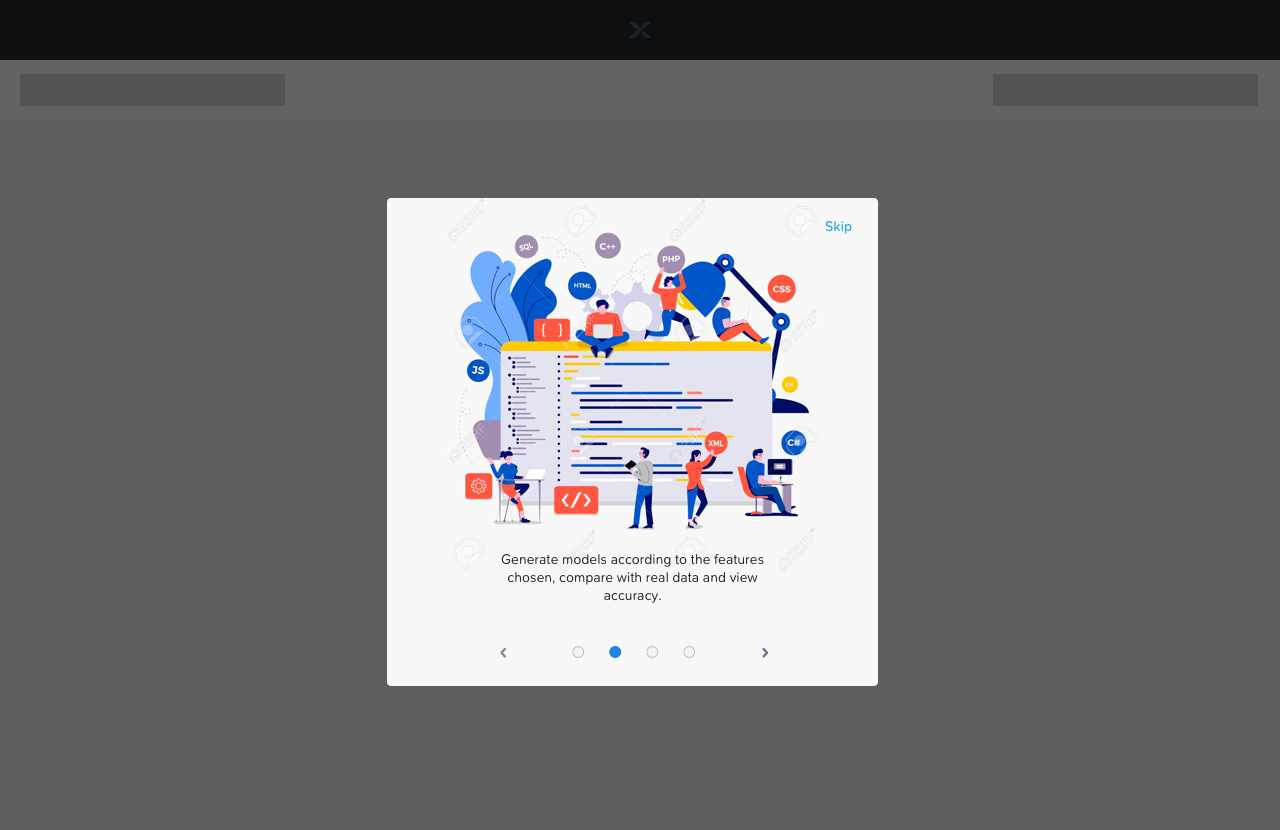 Skip
SQL
C++
PHP
HTML
CSS
{ }
JS
C#
C#
XML
</>
Generate models according to the features
chosen, compare with real data and view
accuracy.